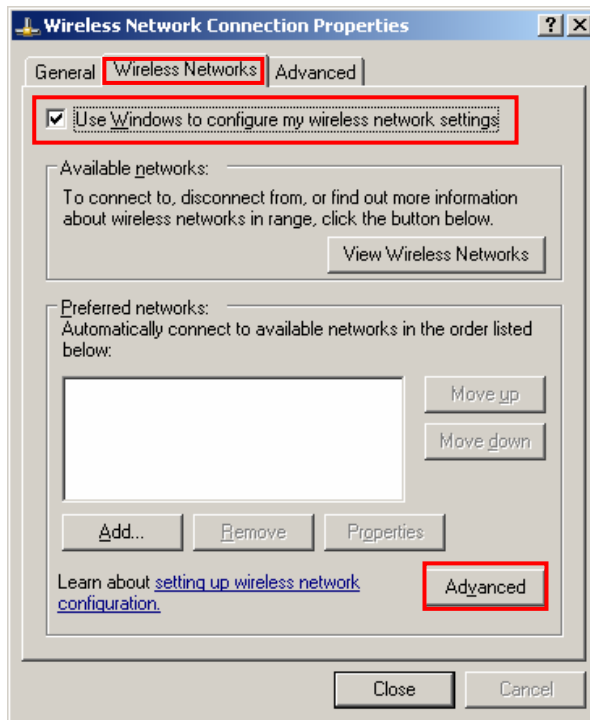 Wireless Network Connection Properties
General Wireless Networks Advanced
Use Windows to configure my wireless network settings
Available networks:
To connect to, disconnect from, or find out more information
about wireless networks in range, click the button below.
View Wireless Networks
Preferred networks:
Automatically connect to available networks in the order listed
below:
Move up
Move down
Add... Remove Properties
Learn about setting up wireless network
configuration.
Advanced
Close Cancel